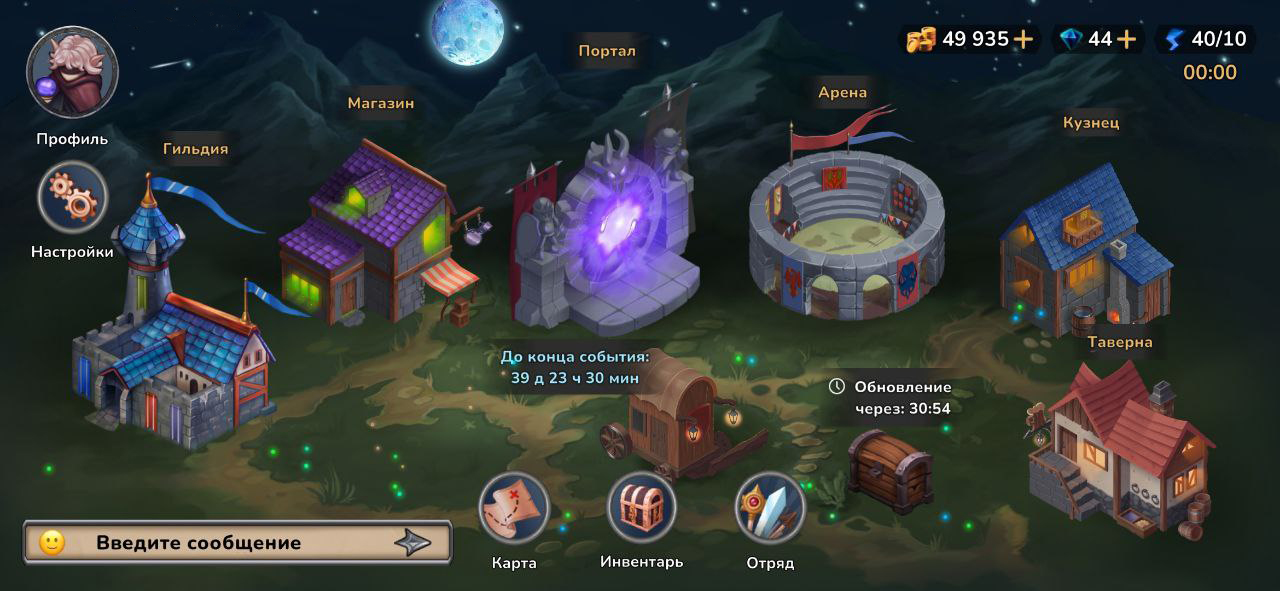 49 935
44
40/10
00:00
Портал
Арена
Магазин
Кузнец
Профиль
Гильдия
Настройки
Таверна
До конца события:
39 д 23 ч 30 мин
Обновление
через: 30:54
Введите сообщение
Карта
Инвентарь
Отряд